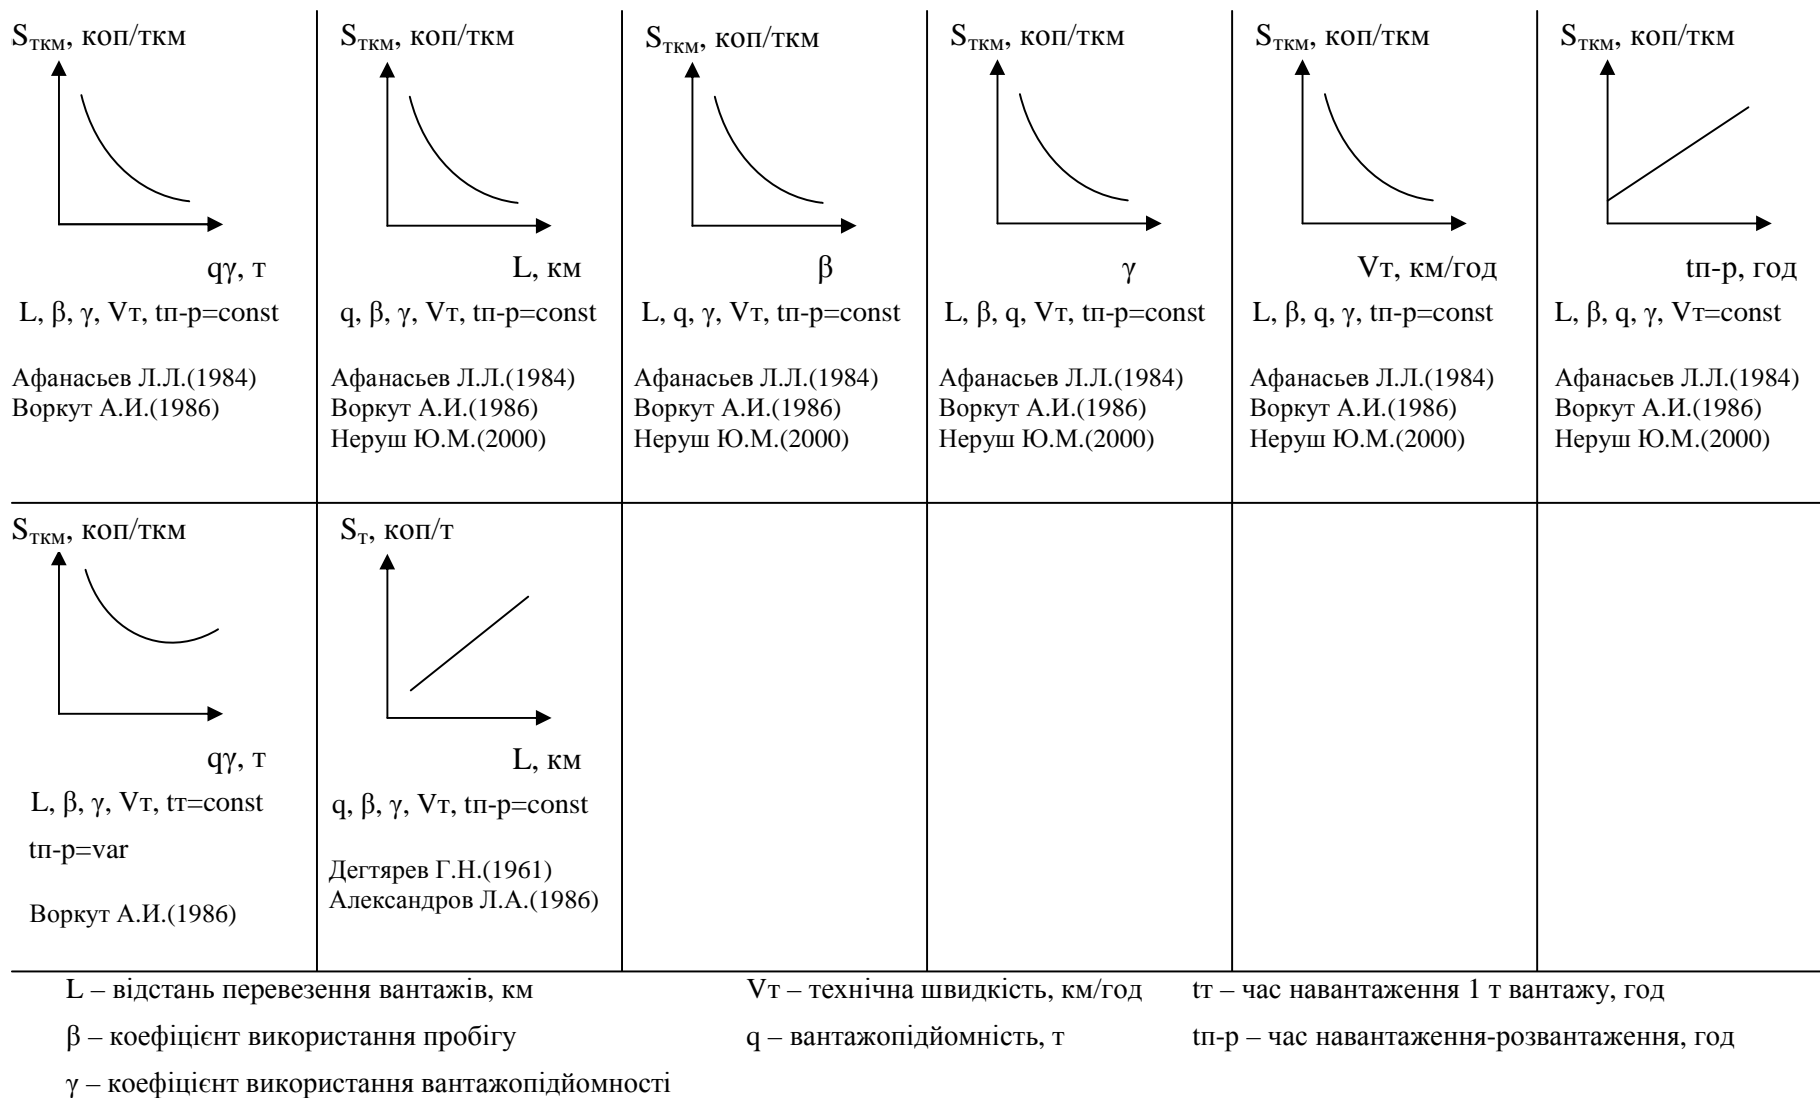 Sткм, коп/ткм
qγ, т
L, β, γ, Vт, tп-р=const
Афанасьев Л.Л.(1984)
Воркут А.И.(1986)
Sткм, коп/ткм
L, км
q, β, γ, Vт, tп-р=const
Афанасьев Л.Л.(1984)
Воркут А.И.(1986)
Неруш Ю.М.(2000)
Sткм, коп/ткм
β
L, q, γ, Vт, tп-р=const
Афанасьев Л.Л.(1984)
Воркут А.И.(1986)
Неруш Ю.М.(2000)
Sткм, коп/ткм
γ
L, β, q, Vт, tп-р=const
Афанасьев Л.Л.(1984)
Воркут А.И.(1986)
Неруш Ю.М.(2000)
Sткм, коп/ткм
Vт, км/год
L, β, q, γ, tп-р=const
Афанасьев Л.Л.(1984)
Воркут А.И.(1986)
Неруш Ю.М.(2000)
Sткм, коп/ткм
tп-р, год
L, β, q, γ, Vт=const
Афанасьев Л.Л.(1984)
Воркут А.И.(1986)
Неруш Ю.М.(2000)
Sткм, коп/ткм
qγ, т
L, β, γ, Vт, tт=const
tп-р=var
Воркут А.И.(1986)
Sт, коп/т
L, км
q, β, γ, Vт, tп-р=const
Дегтярев Г.Н.(1961)
Александров Л.А.(1986)
L – відстань перевезення вантажів, км
Vт – технічна швидкість, км/год
tт – час навантаження 1 т вантажу, год
β – коефіцієнт використання пробігу
q – вантажопідйомність, т
tп-р – час навантаження-розвантаження, год
γ – коефіцієнт використання вантажопідйомності